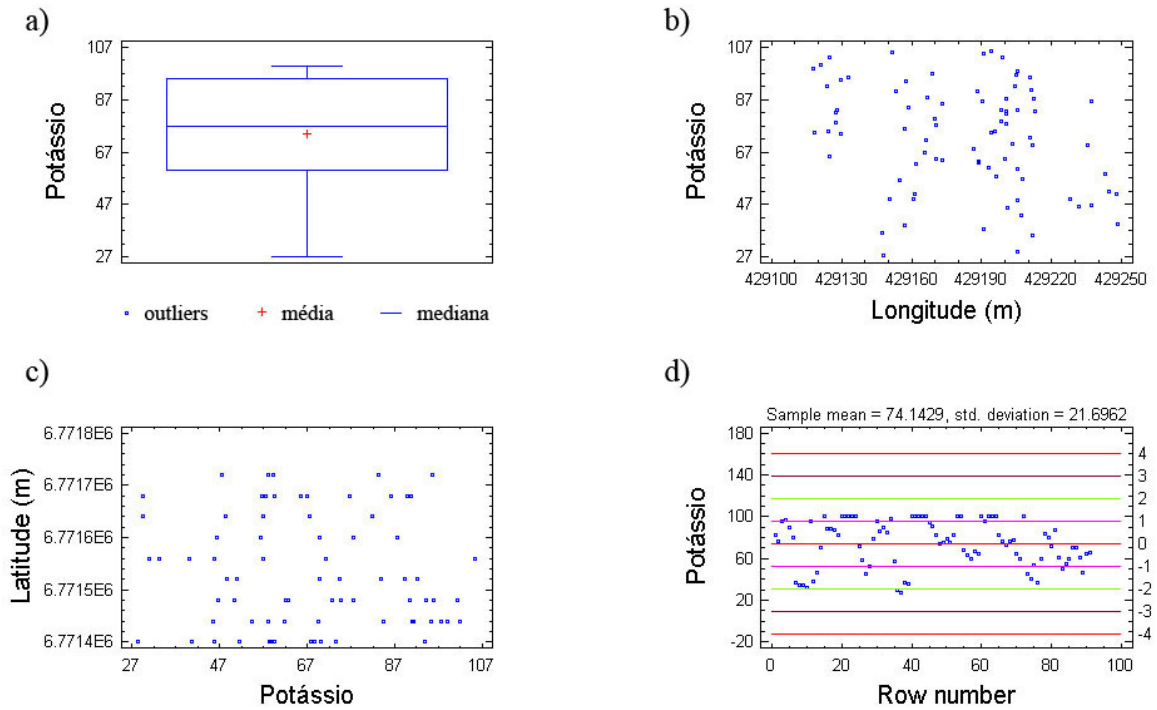 a)
107
87
67
47
27
Potássio
outliers
média
mediana
b)
107
87
67
47
27
Potássio
429100 429130 429160 429190 429220 429250
Longitude (m)
c)
6.7718E6
6.7717E6
6.7716E6
6.7715E6
6.7714E6
Latitude (m)
27 47 67 87 107
Potássio
d)
Sample mean = 74.1429, std. deviation = 21.6962
180
140
100
60
20
-20
Potássio
4
3
2
1
0
-1
-2
-3
-4
0 20 40 60 80 100
Row number